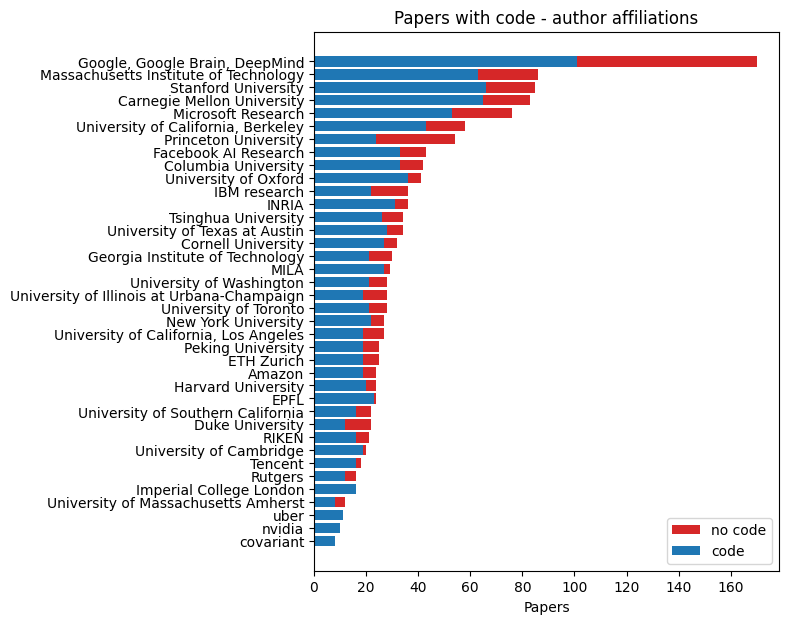 Papers with code - author affiliations
Google, Google Brain, DeepMind
Massachusetts Institute of Technology
Stanford University
Carnegie Mellon University
Microsoft Research
University of California, Berkeley
Princeton University
Facebook AI Research
Columbia University
University of Oxford
IBM research
INRIA
Tsinghua University
University of Texas at Austin
Cornell University
Georgia Institute of Technology
MILA
University of Washington
University of Illinois at Urbana-Champaign
University of Toronto
New York University
University of California, Los Angeles
Peking University
ETH Zurich
Amazon
Harvard University
EPFL
University of Southern California
Duke University
RIKEN
University of Cambridge
Tencent
Rutgers
Imperial College London
University of Massachusetts Amherst
uber
nvidia
covariant
no code
code
0 20 40 60 80 100 120 140 160
Papers